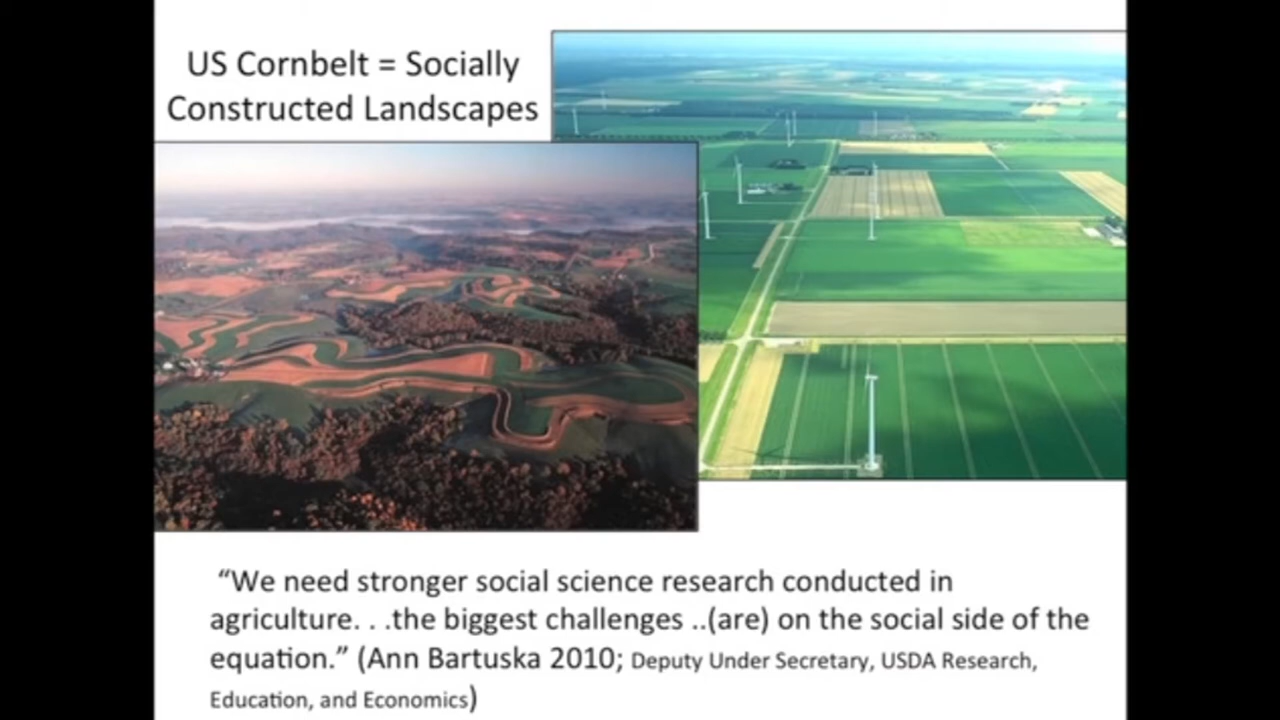 US Cornbelt = Socially
Constructed Landscapes
“We need stronger social science research conducted in
agriculture. . .the biggest challenges ..(are) on the social side of the
equation.” (Ann Bartuska 2010; Deputy Under Secretary, USDA Research,
Education, and Economics)